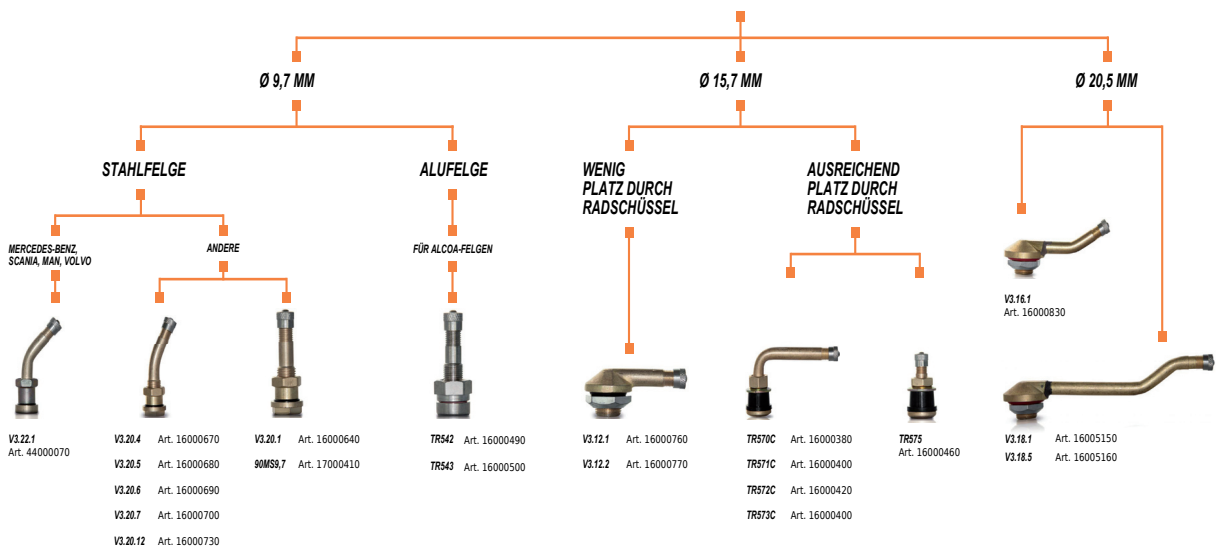 Ø 9,7 MM
Ø 15,7 MM
Ø 20,5 MM
STAHLFELGE
ALUFELGE
WENIG
PLATZ DURCH
RADSCHÜSSEL
AUSREICHEND
PLATZ DURCH
RADSCHÜSSEL
MERCEDES-BENZ,
SCANIA, MAN, VOLVO
ANDERE
FÜR ALCOA-FELGEN
V3.16.1
Art. 16000830
V3.22.1
Art. 44000070
V3.20.4 Art. 16000670
V3.20.5 Art. 16000680
V3.20.6 Art. 16000690
V3.20.7 Art. 16000700
V3.20.12 Art. 16000730
V3.20.1 Art. 16000640
90MS9,7 Art. 17000410
TR542 Art. 16000490
TR543 Art. 16000500
V3.12.1 Art. 16000760
V3.12.2 Art. 16000770
TR570C Art. 16000380
TR571C Art. 16000400
TR572C Art. 16000420
TR573C Art. 16000400
TR575
Art. 16000460
V3.18.1 Art. 16005150
V3.18.5 Art. 16005160